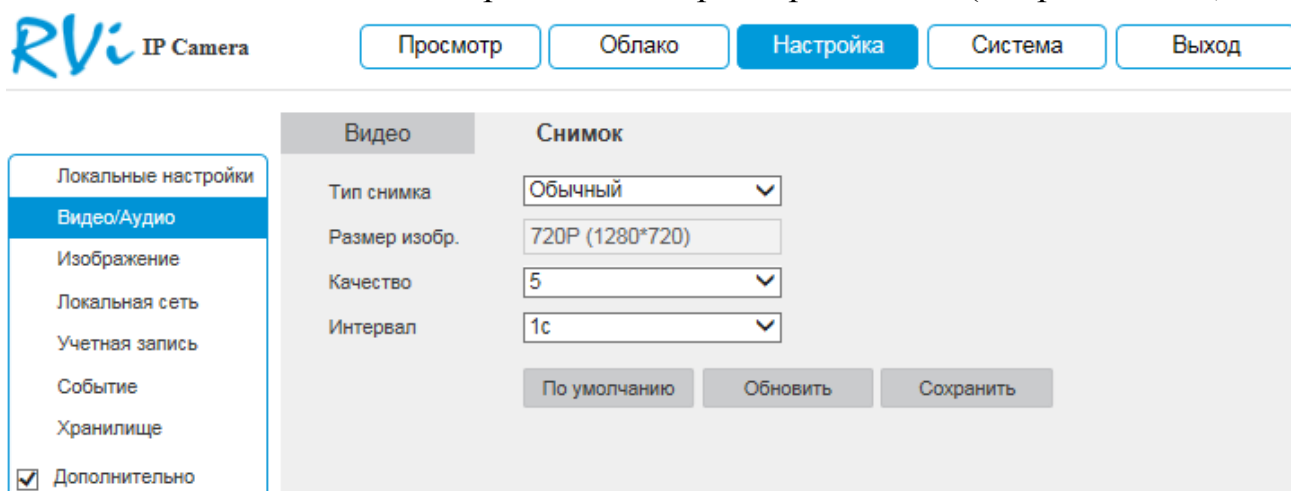 RVi IP Camera
Просмотр
Облако
Настройка
Система
Выход
Видео
Снимок
Локальные настройки
Видео/Аудио
Изображение
Локальная сеть
Учетная запись
Событие
Хранилище
Дополнительно
Тип снимка Обычный
Размер изобр. 720P (1280*720)
Качество 5
Интервал 1с
По умолчанию
Обновить
Сохранить